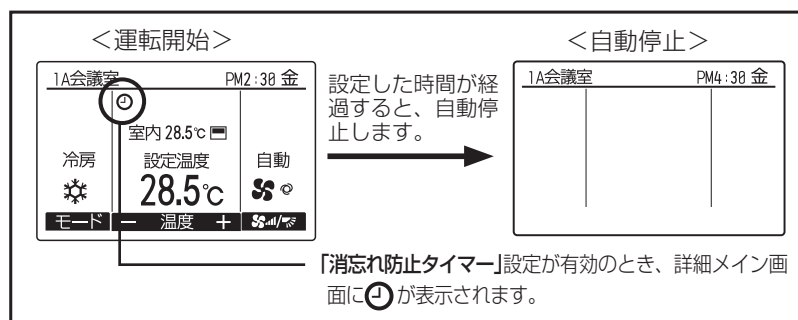 ＜運転開始＞
1A会議室 PM2:30 金
室内 28.5℃
冷房 設定温度 自動
28.5℃
モード － 温度 ＋
設定した時間が経
過すると、自動停
止します。
＜自動停止＞
1A会議室 PM4:30 金
「消忘れ防止タイマー」設定が有効のとき、詳細メイン画
面に が表示されます。